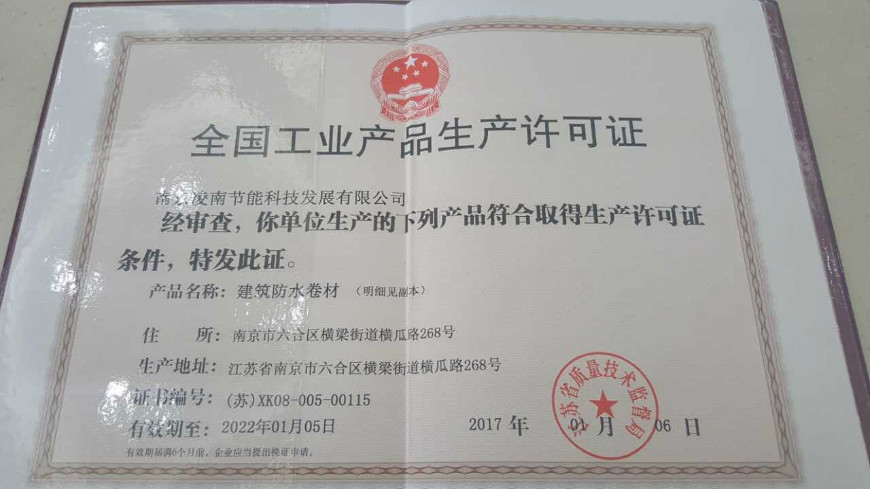 全国工业产品生产许可证
南京凌南节能科技发展有限公司
经审查，你单位生产的下列产品符合取得生产许可证
条件，特发此证。
产品名称：建筑防水卷材（明细见副本）
住 所：南京市六合区横梁街道横瓜路268号
生产地址：江苏省南京市六合区横梁街道横瓜路268号
证书编号：(苏)XK08-005-00115
有效期至：2022年01月05日
2017 年 01 月 06 日
江苏省质量技术监督局
有效期届满6个月前，企业应当提出换证申请。